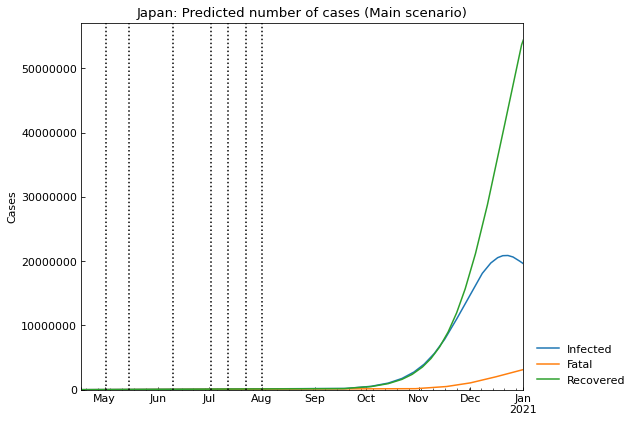 Japan: Predicted number of cases (Main scenario)
Cases
50000000
40000000
30000000
20000000
10000000
0
May Jun Jul Aug Sep Oct Nov Dec Jan
2021
Infected
Fatal
Recovered